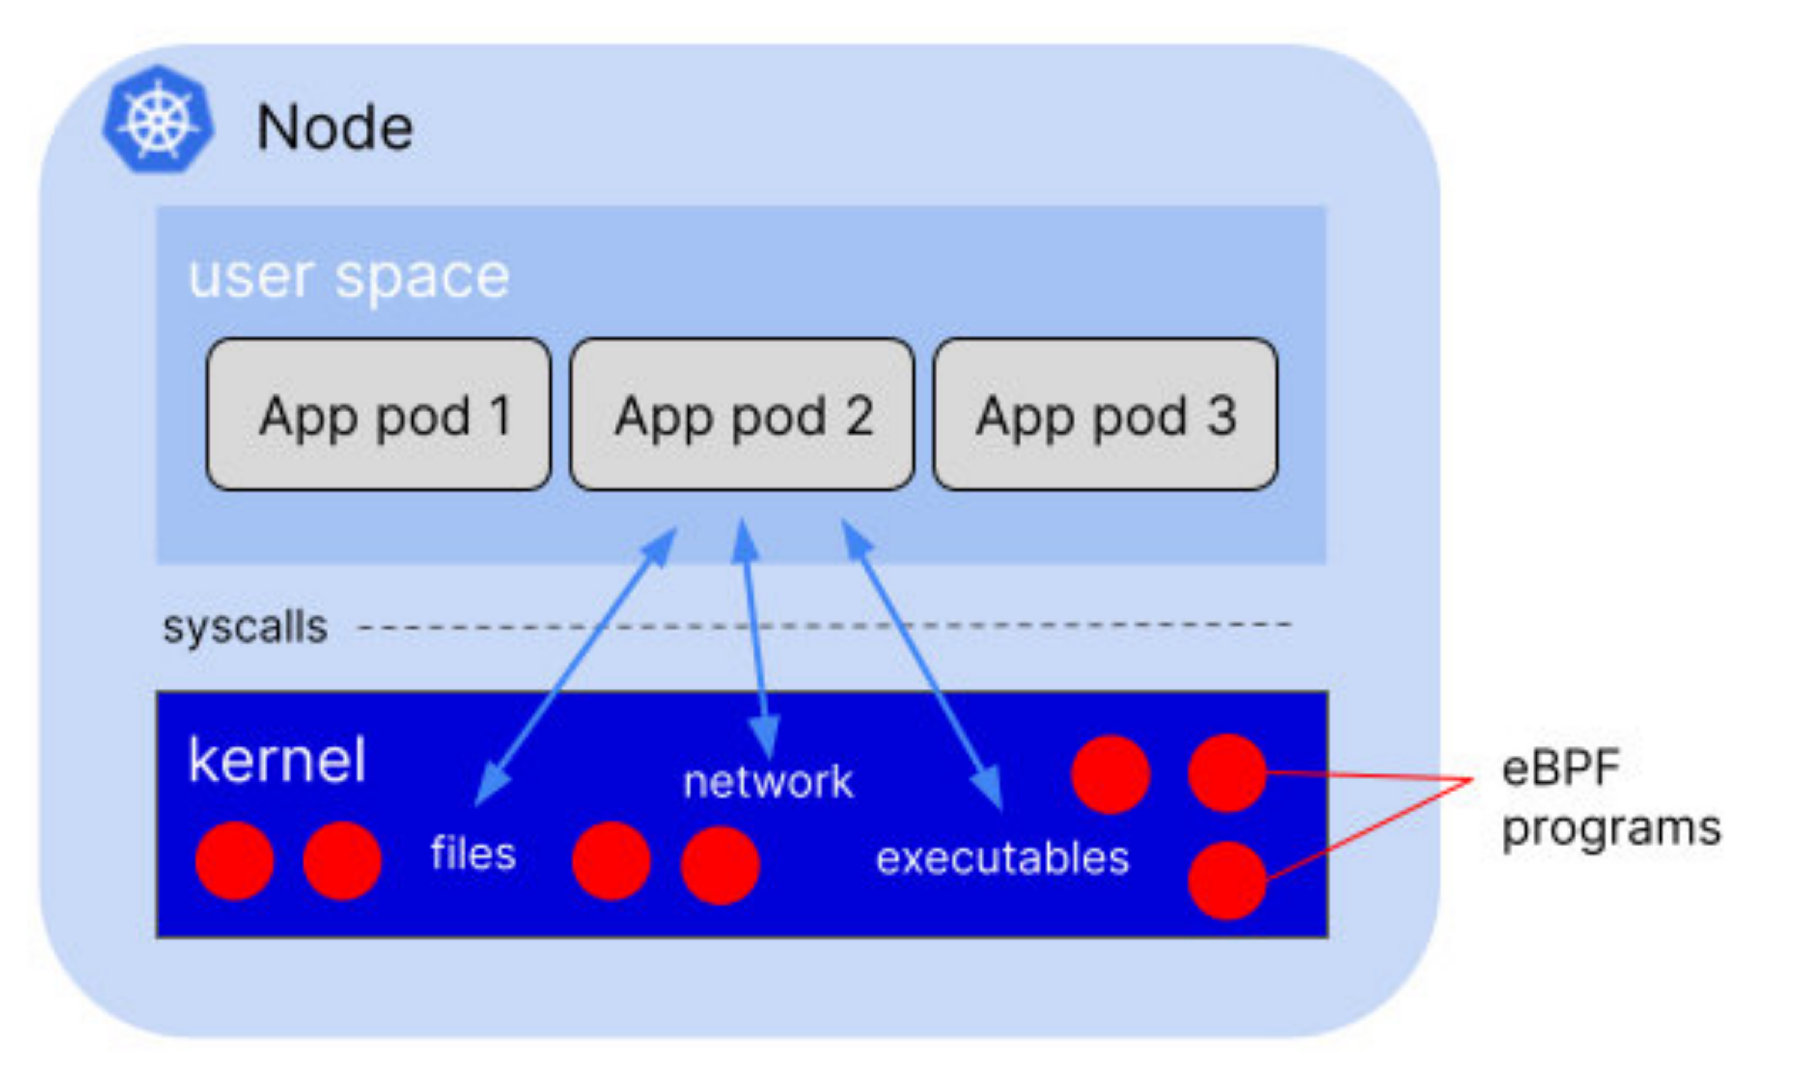 Node
user space
App pod 1
App pod 2
App pod 3
syscalls
kernel
files
network
executables
eBPF
programs